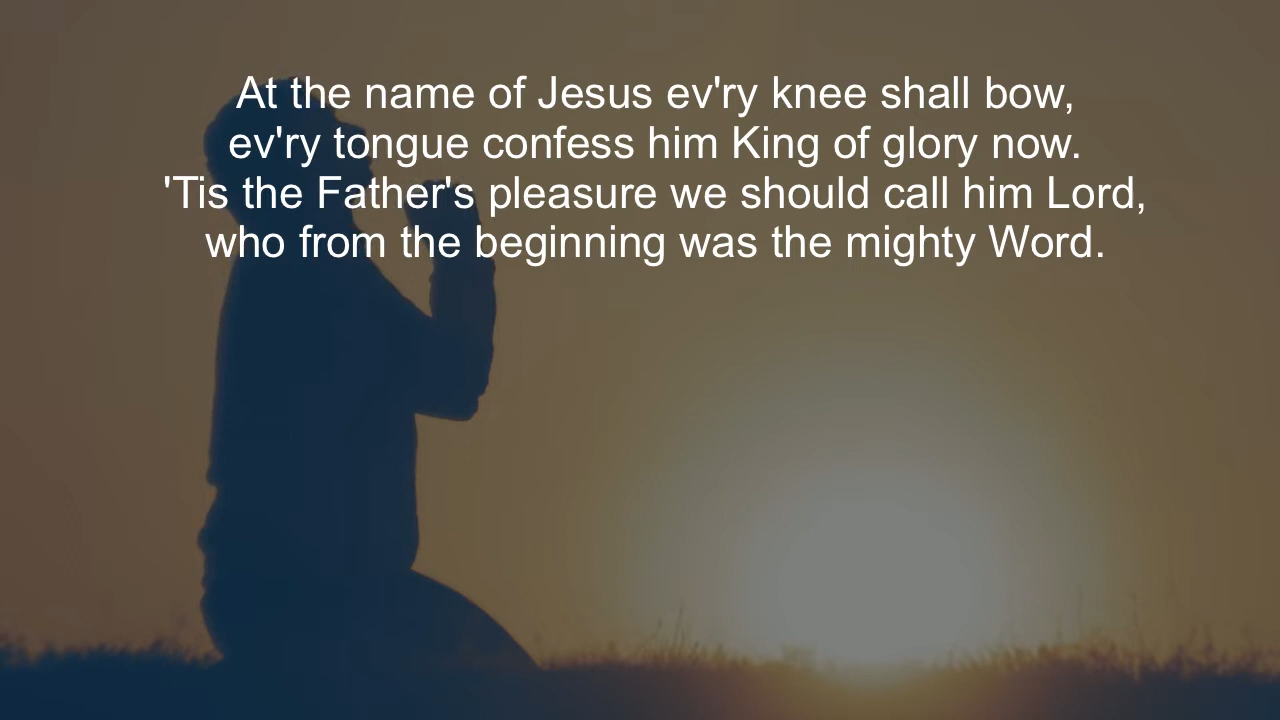 At the name of Jesus ev'ry knee shall bow,
ev'ry tongue confess him King of glory now.
'Tis the Father's pleasure we should call him Lord,
who from the beginning was the mighty Word.